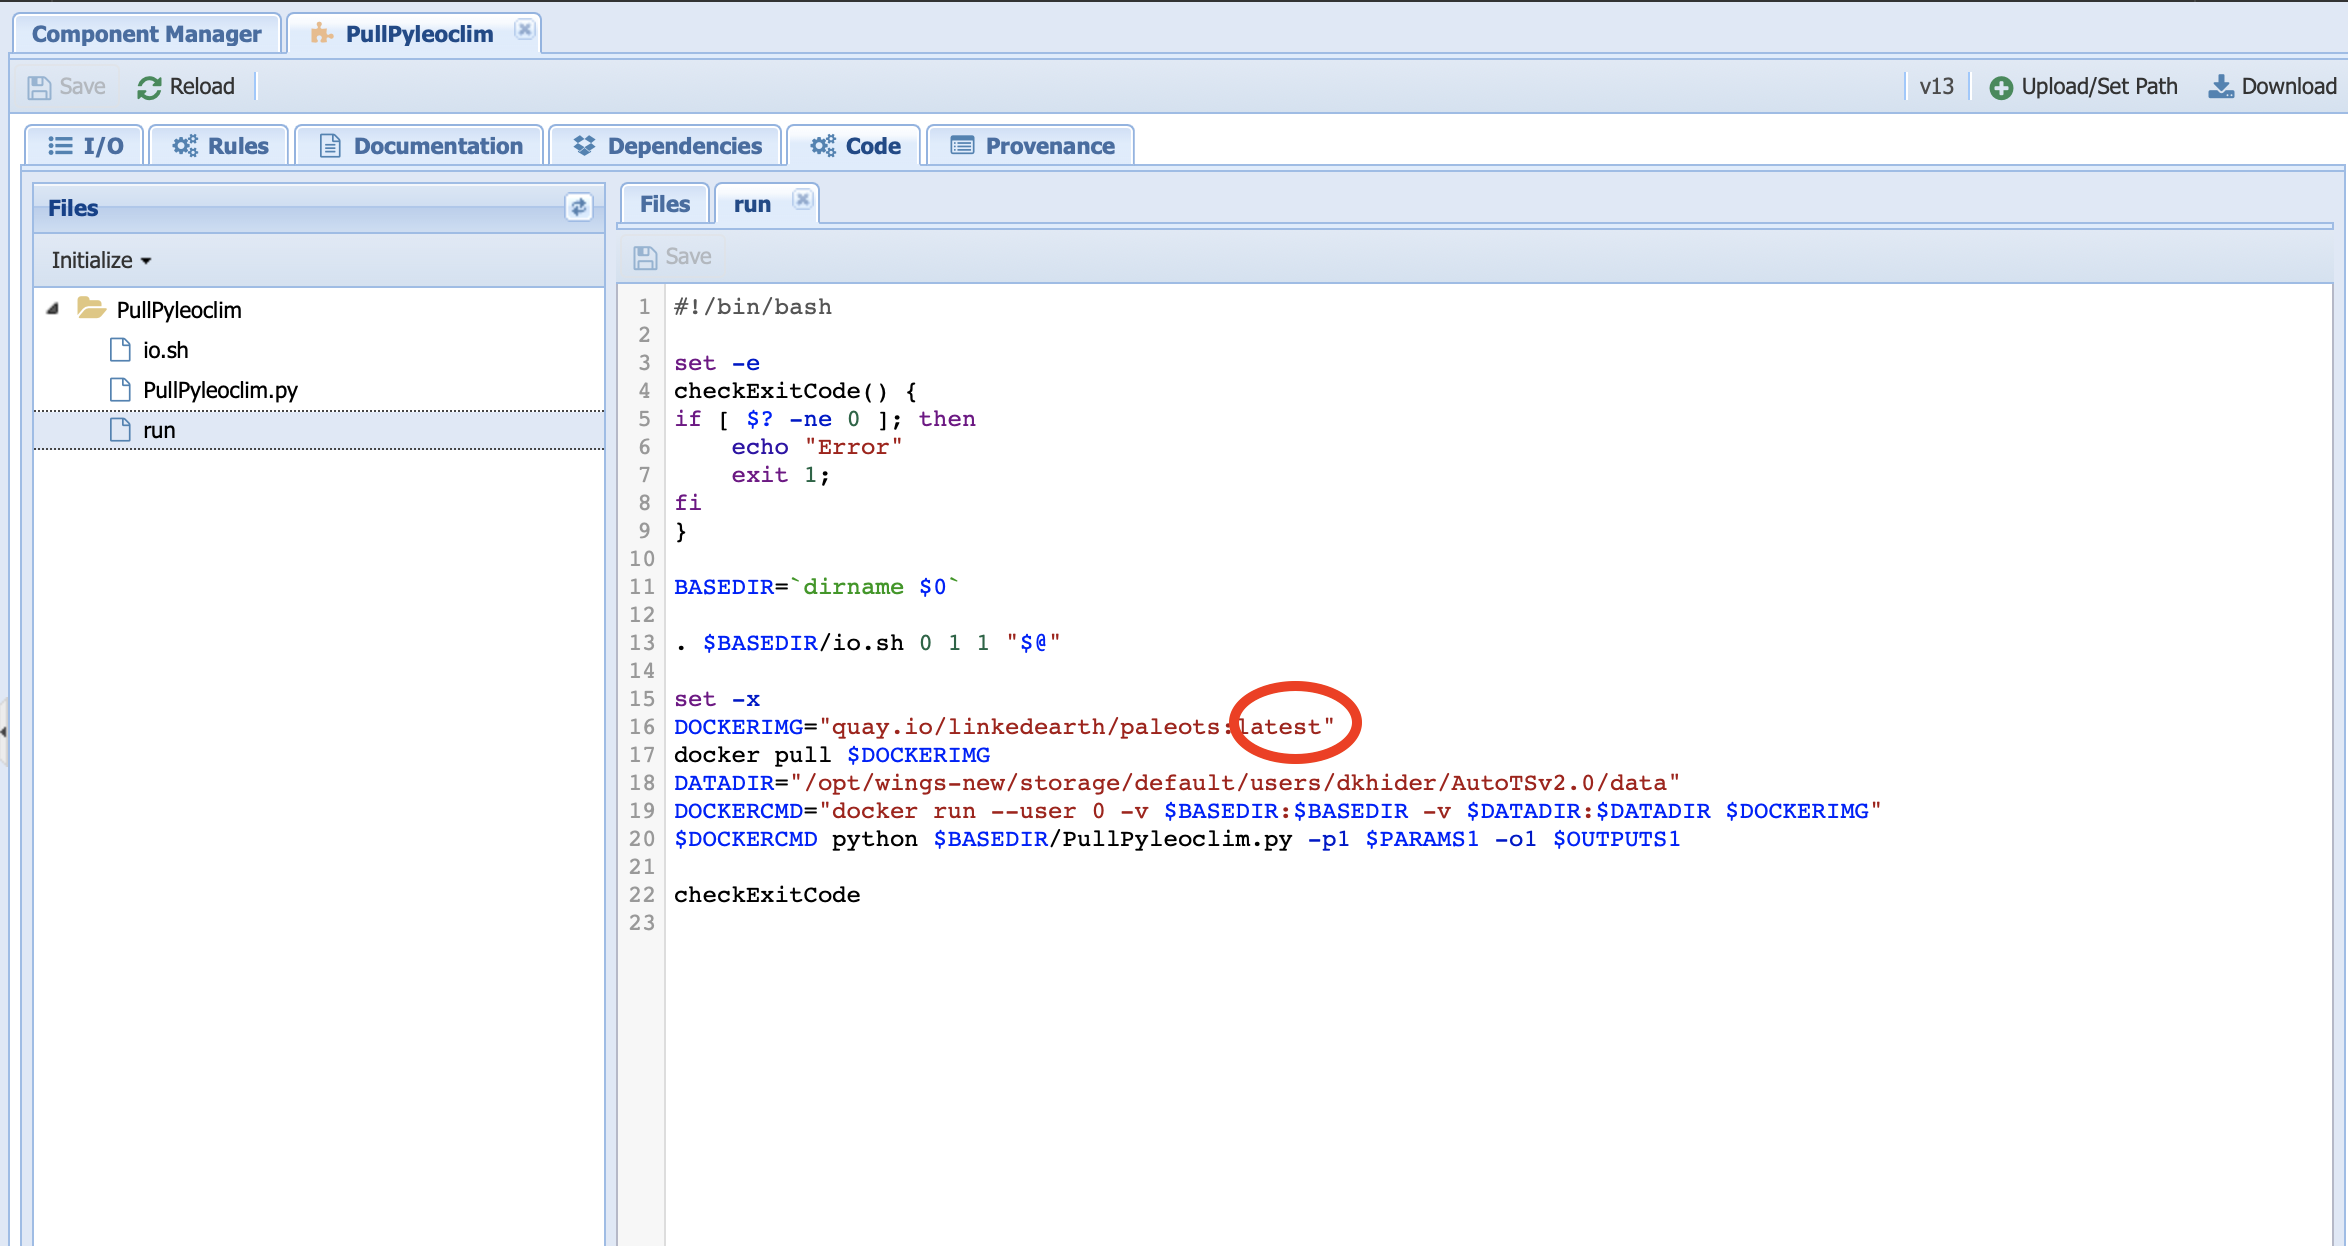 Component Manager
PullPyleoclim
Save
Reload
v13
Upload/Set Path
Download
I/O
Rules
Documentation
Dependencies
Code
Provenance
Files
Initialize
PullPyleoclim
io.sh
PullPyleoclim.py
run
Files
run
Save
1 #!/bin/bash
2
3 set -e
4 checkExitCode() {
5 if [ $? -ne 0 ]; then
6     echo "Error"
7     exit 1;
8 fi
9 }
10
11 BASEDIR=`dirname $0`
12
13 . $BASEDIR/io.sh 0 1 1 "$@"
14
15 set -x
16 DOCKERIMG="quay.io/linkedearth/paleots:latest"
17 docker pull $DOCKERIMG
18 DATADIR="/opt/wings-new/storage/default/users/dkhider/AutoTSv2.0/data"
19 DOCKERCMD="docker run --user 0 -v $BASEDIR:$BASEDIR -v $DATADIR:$DATADIR $DOCKERIMG"
20 $DOCKERCMD python $BASEDIR/PullPyleoclim.py -p1 $PARAMS1 -o1 $OUTPUTS1
21
22 checkExitCode
23